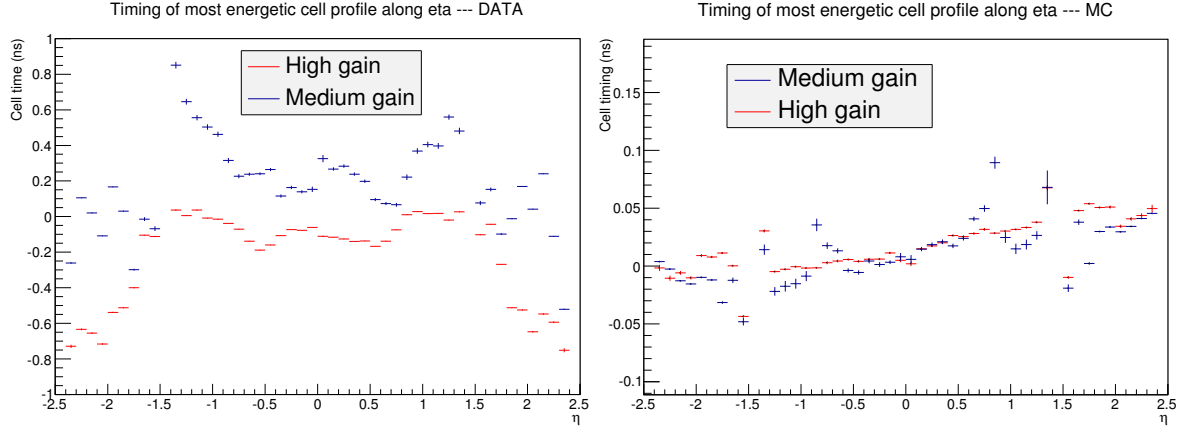 Timing of most energetic cell profile along eta --- DATA
Cell time (ns)
1
0.8
0.6
0.4
0.2
0
-0.2
-0.4
-0.6
-0.8
-1
High gain
Medium gain
-2.5 -2 -1.5 -1 -0.5 0 0.5 1 1.5 2 2.5
η
Timing of most energetic cell profile along eta --- MC
Cell timing (ns)
0.15
0.1
0.05
0
-0.05
-0.1
Medium gain
High gain
-2.5 -2 -1.5 -1 -0.5 0 0.5 1 1.5 2 2.5
η